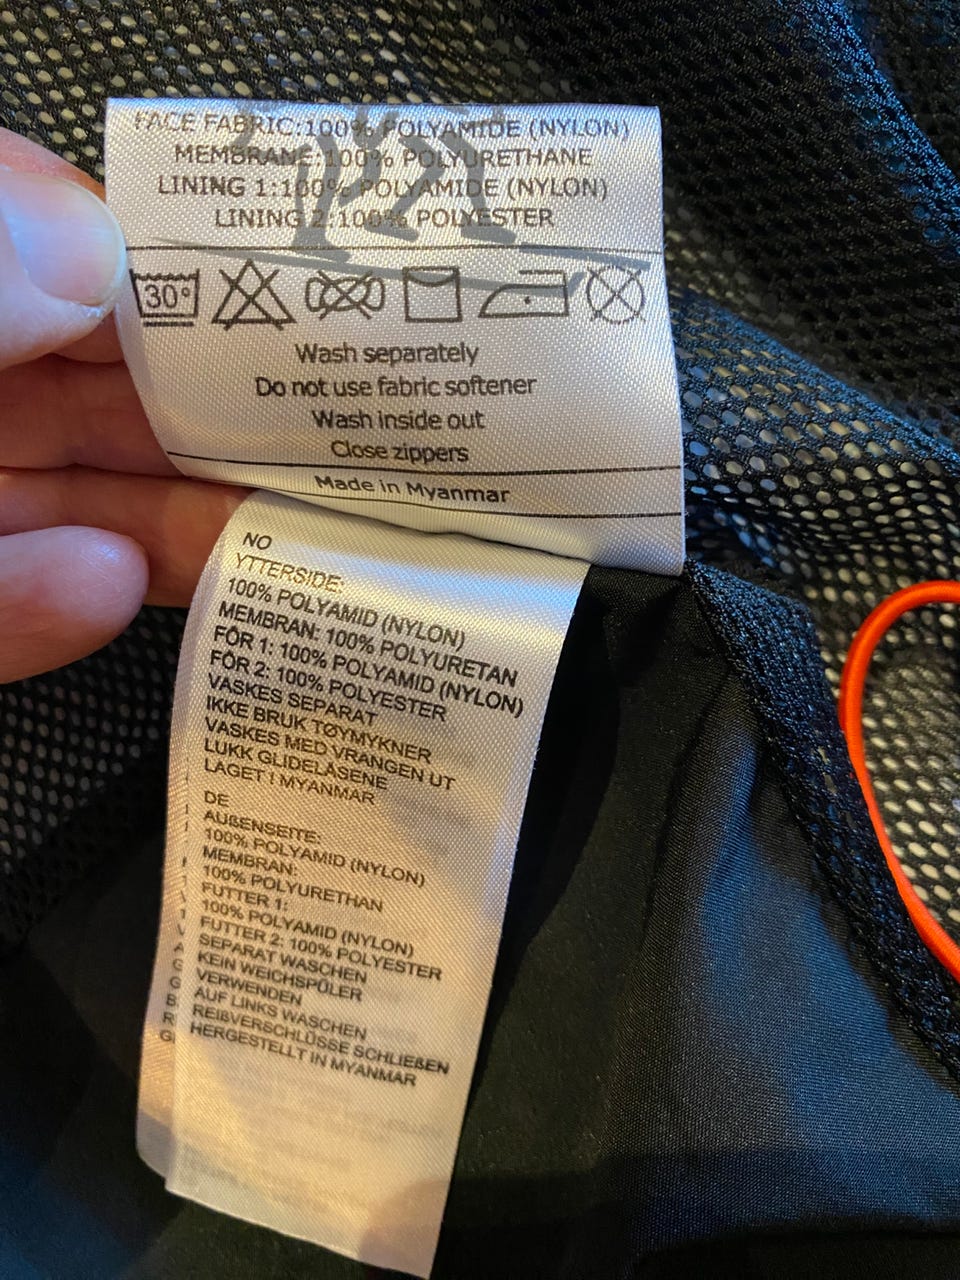 FACE FABRIC:100% POLYAMIDE (NYLON)
MEMBRANE:100% POLYURETHANE
LINING 1:100% POLYAMIDE (NYLON)
LINING 2:100% POLYESTER
30°
Wash separately
Do not use fabric softener
Wash inside out
Close zippers
Made in Myanmar
NO
YTTERSIDE:
100% POLYAMID (NYLON)
MEMBRAN: 100% POLYURETAN
FÔR 1: 100% POLYAMID (NYLON)
FÔR 2: 100% POLYESTER
VASKES SEPARAT
IKKE BRUK TØYMYKNER
VASKES MED VRANGEN UT
LUKK GLIDELÅSENE
LAGET I MYANMAR
DE
AUßENSEITE:
100% POLYAMID (NYLON)
MEMBRAN:
100% POLYURETHAN
FUTTER 1:
100% POLYAMID (NYLON)
FUTTER 2: 100% POLYESTER
SEPARAT WASCHEN
KEIN WEICHSPÜLER
VERWENDEN
AUF LINKS WASCHEN
REIßVERSCHLÜSSE SCHLIEßEN
HERGESTELLT IN MYANMAR